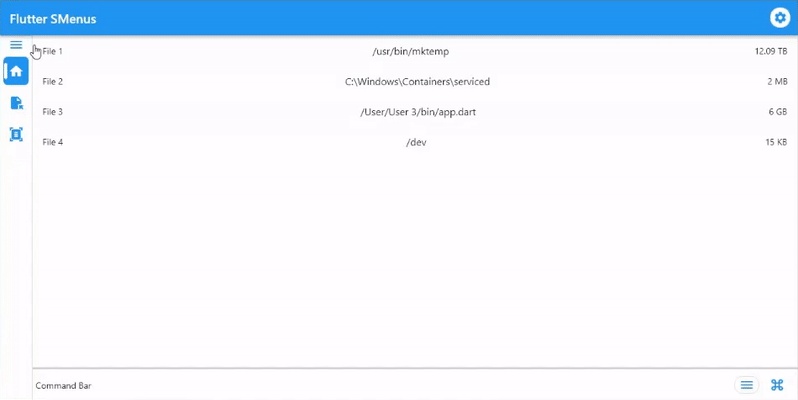 Flutter SMenus
File 1 /usr/bin/mktemp 12.09 TB
File 2 C:\Windows\Containers\serviced 2 MB
File 3 /User/User 3/bin/app.dart 6 GB
File 4 /dev 15 KB
Command Bar